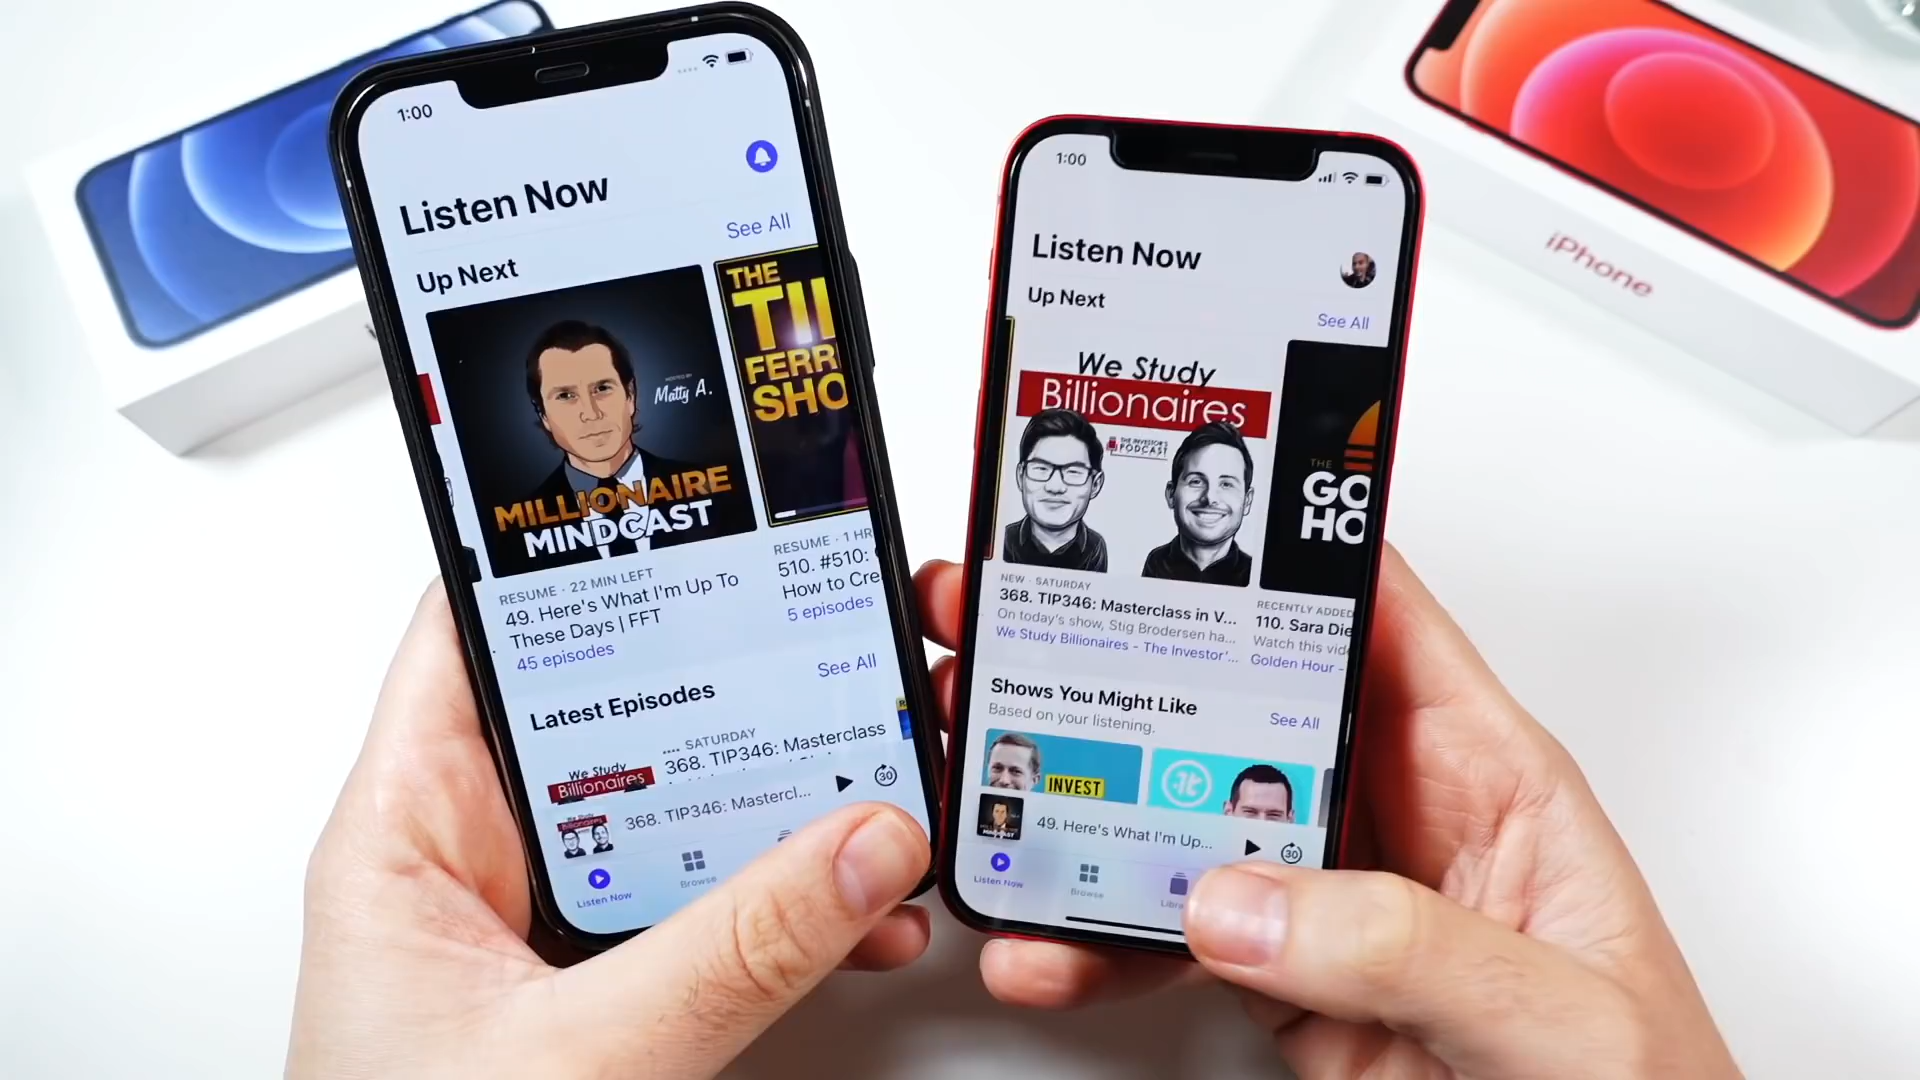 1:00
Listen Now
See All
Up Next
HOSTED BY
Matty A.
MILLIONAIRE
MINDCAST
THE
FERR
SHO
RESUME · 22 MIN LEFT
49. Here's What I'm Up To
These Days | FFT
45 episodes
RESUME · 1 HR
510. #510:
How to Cre
5 episodes
Latest Episodes
See All
SATURDAY
368. TIP346: Masterclass
We Study
Billionaires
368. TIP346: Mastercl...
30
Listen Now
Browse
1:00
Listen Now
Up Next
See All
We Study
Billionaires
THE INVESTOR'S
PODCAST
THE
GO
HO
NEW · SATURDAY
368. TIP346: Masterclass in V...
On today's show, Stig Brodersen ha...
We Study Billionaires - The Investor'...
RECENTLY ADDED
110. Sara Die
Watch this vid
Golden Hour -
Shows You Might Like
Based on your listening.
See All
INVEST
49. Here's What I'm Up...
30
Listen Now
Browse
Libra
iPhone